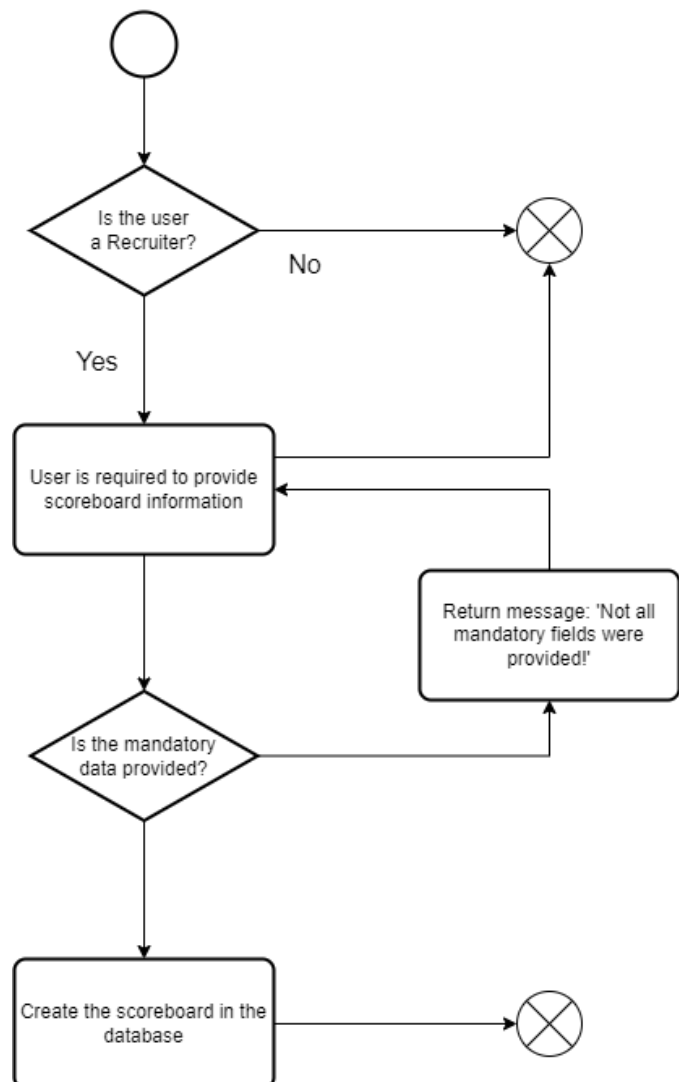 Is the user
a Recruiter?
No
Yes
User is required to provide
scoreboard information
Return message: 'Not all
mandatory fields were
provided!'
Is the mandatory
data provided?
Create the scoreboard in the
database